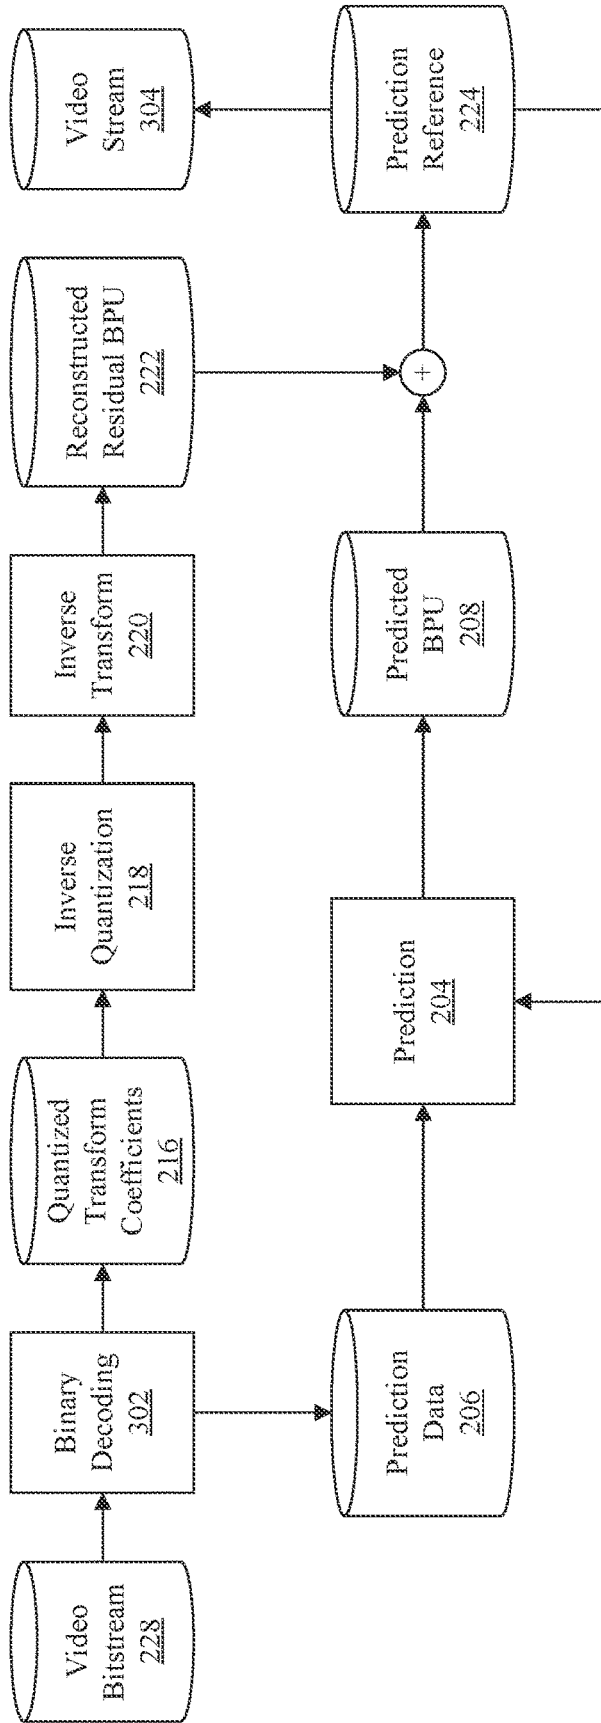 Video
Bitstream
228
Binary
Decoding
302
Quantized
Transform
Coefficients
216
Inverse
Quantization
218
Inverse
Transform
220
Reconstructed
Residual BPU
222
Video
Stream
304
Prediction
Data
206
Prediction
204
Predicted
BPU
208
+
Prediction
Reference
224